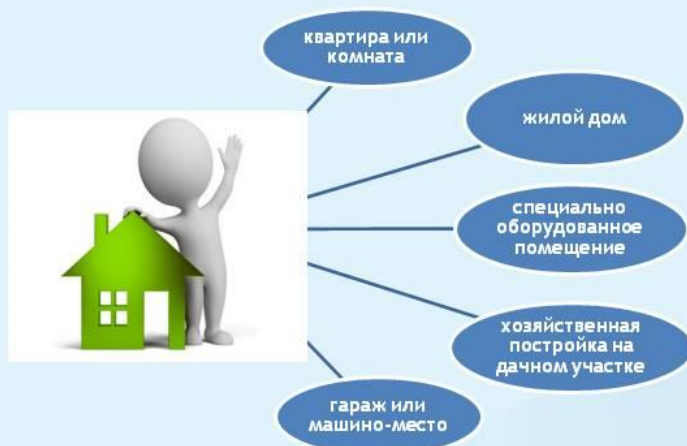 квартира или
комната
жилой дом
специально
оборудованное
помещение
хозяйственная
постройка на
дачном участке
гараж или
машино-место